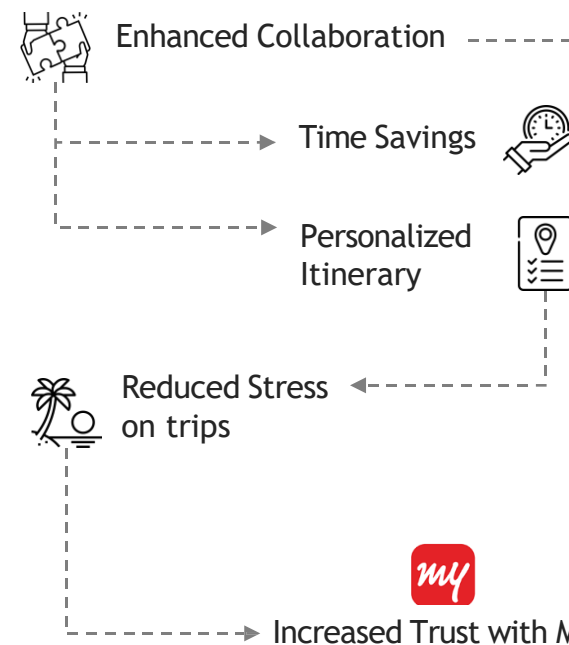 Enhanced Collaboration
Time Savings
Personalized
Itinerary
Reduced Stress
on trips
my
Increased Trust with